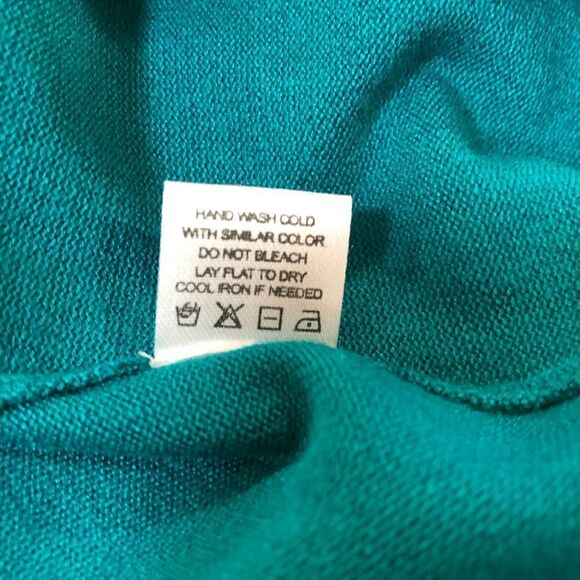 HAND WASH COLD
WITH SIMILAR COLOR
DO NOT BLEACH
LAY FLAT TO DRY
COOL IRON IF NEEDED